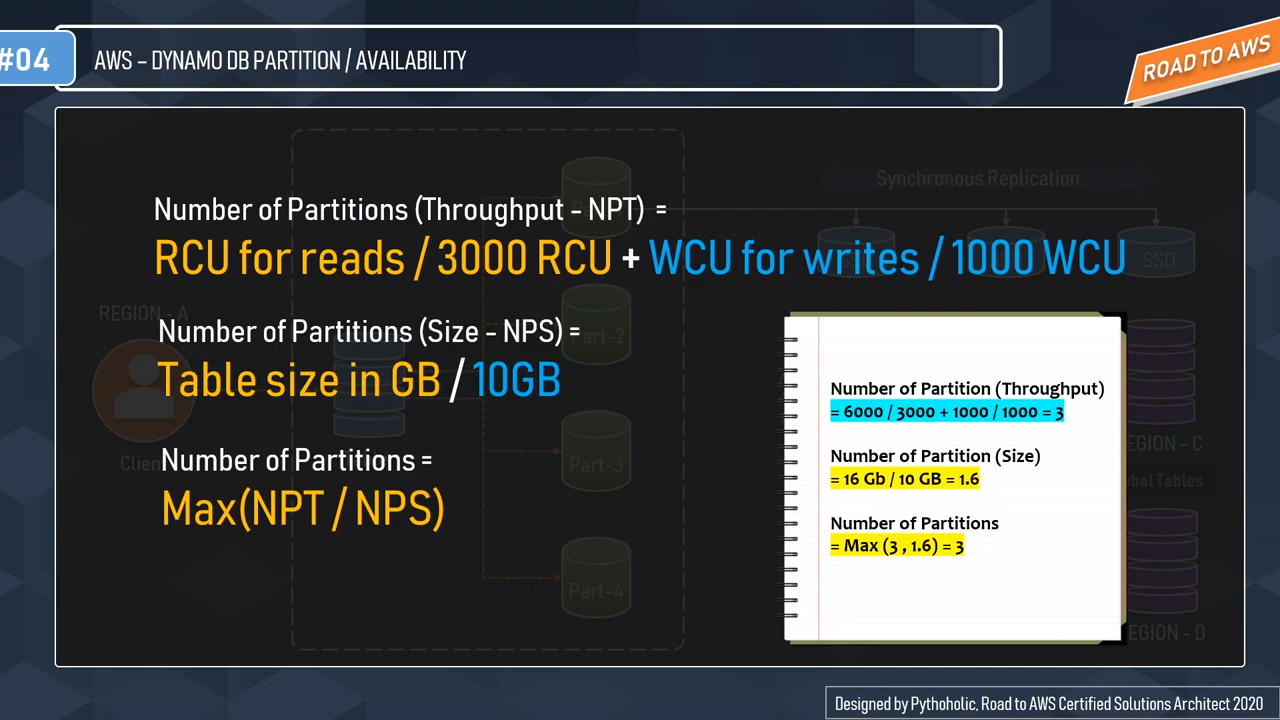 #04
AWS – DYNAMO DB PARTITION / AVAILABILITY
ROAD TO AWS
Synchronous Replication
Number of Partitions (Throughput - NPT) =
RCU for reads / 3000 RCU + WCU for writes / 1000 WCU
SSD
REGION - A
Number of Partitions (Size - NPS) =
Part-2
Table size in GB / 10GB
Number of Partition (Throughput)
= 6000 / 3000 + 1000 / 1000 = 3
Number of Partition (Size)
= 16 Gb / 10 GB = 1.6
Number of Partitions
= Max (3 , 1.6) = 3
EGION - C
Number of Partitions =
Clien
Part-3
bal Tables
Max(NPT / NPS)
Part-4
EGION - D
Designed by Pythoholic, Road to AWS Certified Solutions Architect 2020